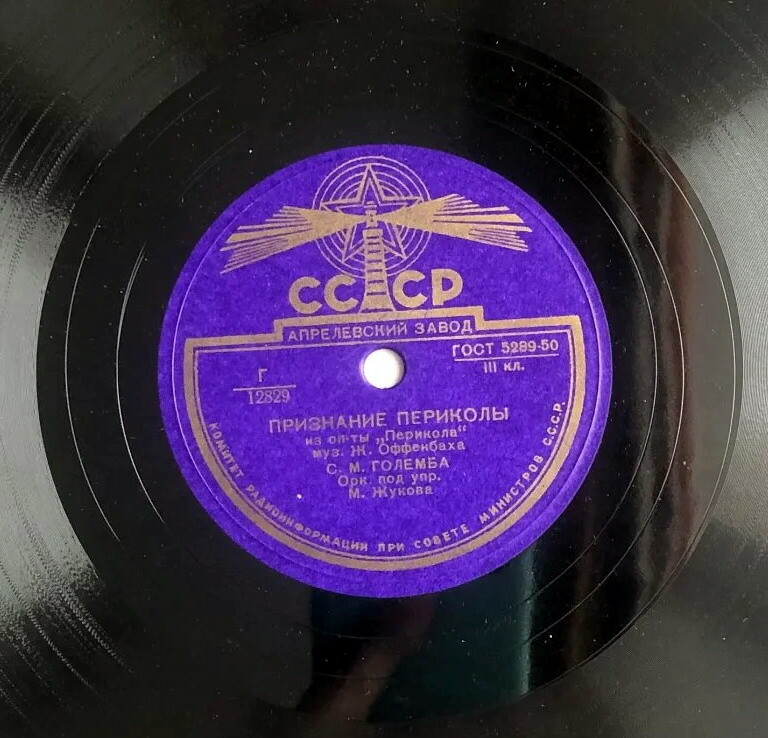 СССР
АПРЕЛЕВСКИЙ ЗАВОД
ГОСТ 5289-50
III кл.
Г
12829
ПРИЗНАНИЕ ПЕРИКОЛЫ
из оп-ты „Перикола“
муз. Ж. Оффенбаха
С. М. ГОЛЕМБА
Орк. под упр.
М. Жукова
КОМИТЕТ РАДИОИНФОРМАЦИИ ПРИ СОВЕТЕ МИНИСТРОВ С.С.С.Р.